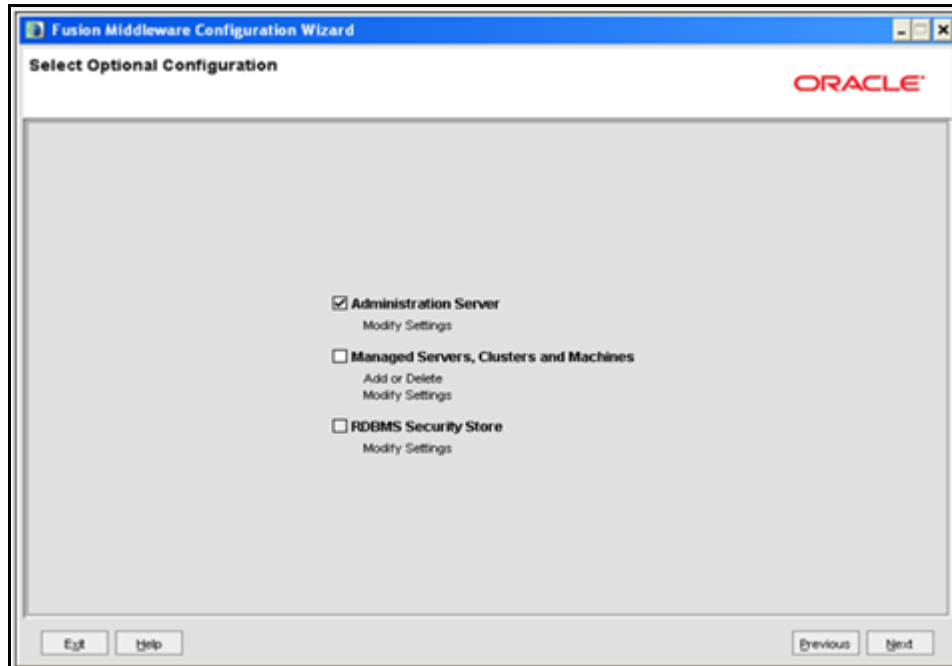 Fusion Middleware Configuration Wizard
Select Optional Configuration
ORACLE
Administration Server
Modify Settings
Managed Servers, Clusters and Machines
Add or Delete
Modify Settings
RDBMS Security Store
Modify Settings
Exit Help Previous Next